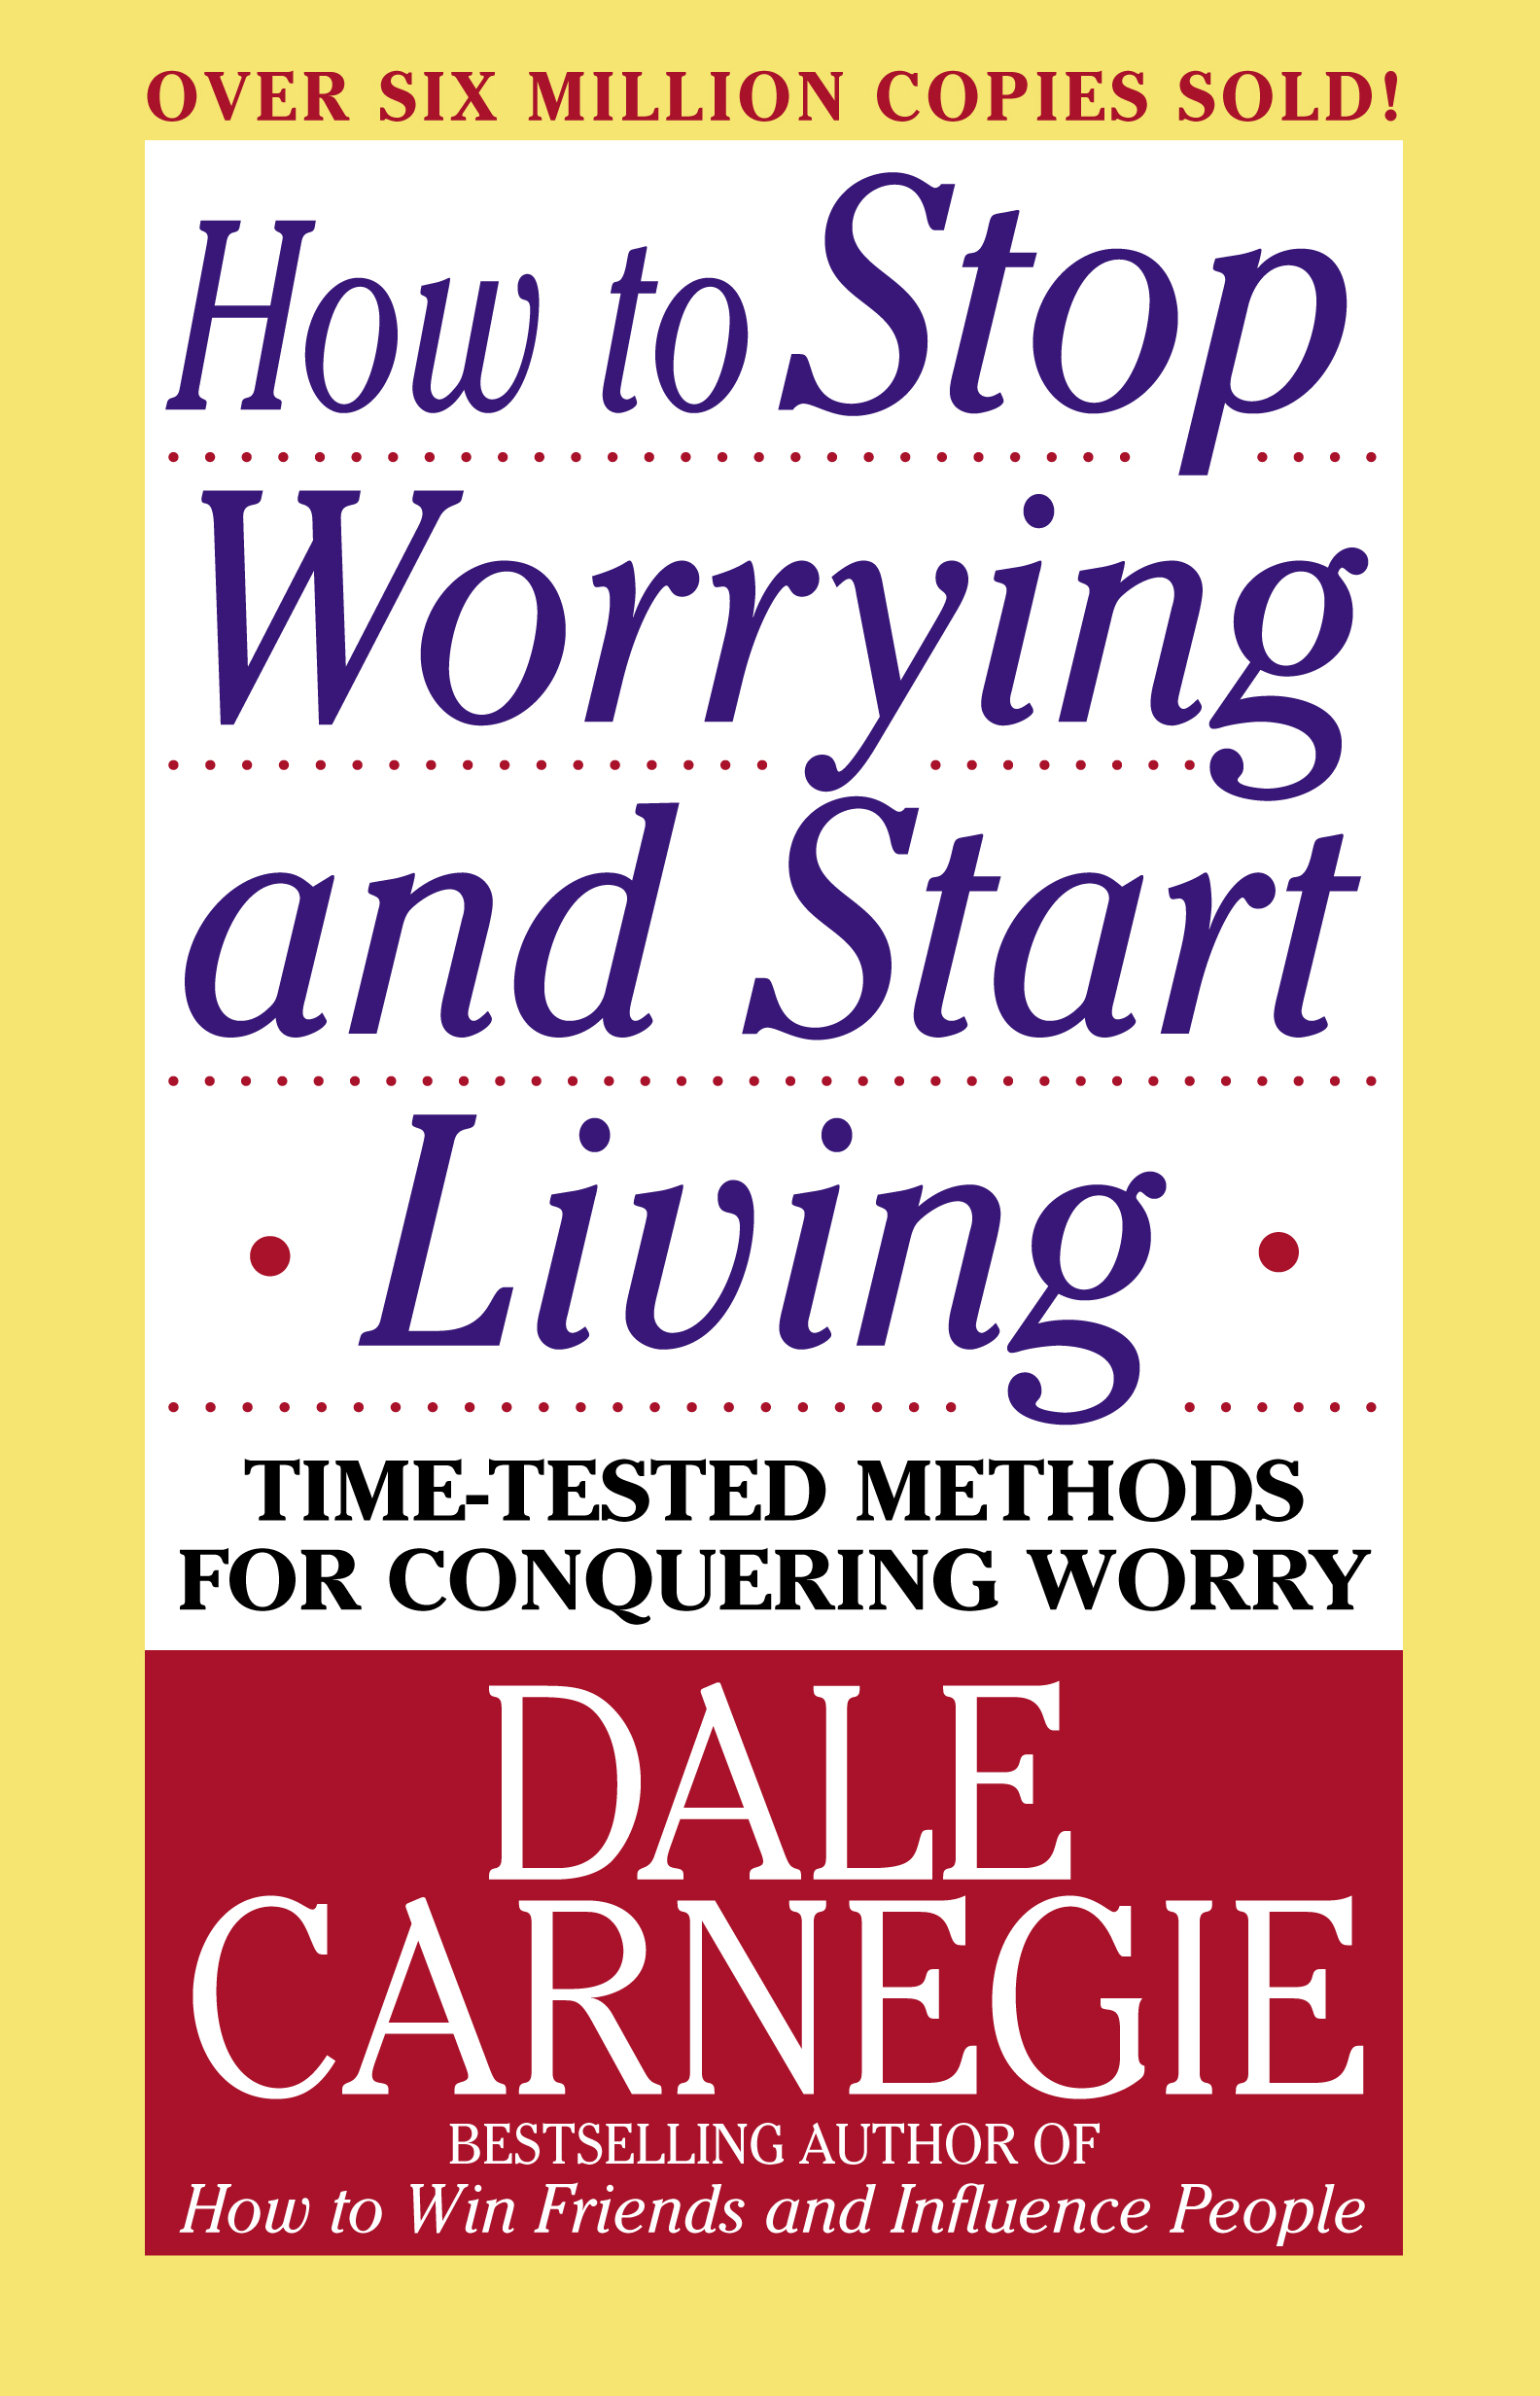 OVER SIX MILLION COPIES SOLD!
How to Stop
Worrying
and Start
Living
TIME-TESTED METHODS
FOR CONQUERING WORRY
DALE
CARNEGIE
BESTSELLING AUTHOR OF
How to Win Friends and Influence People